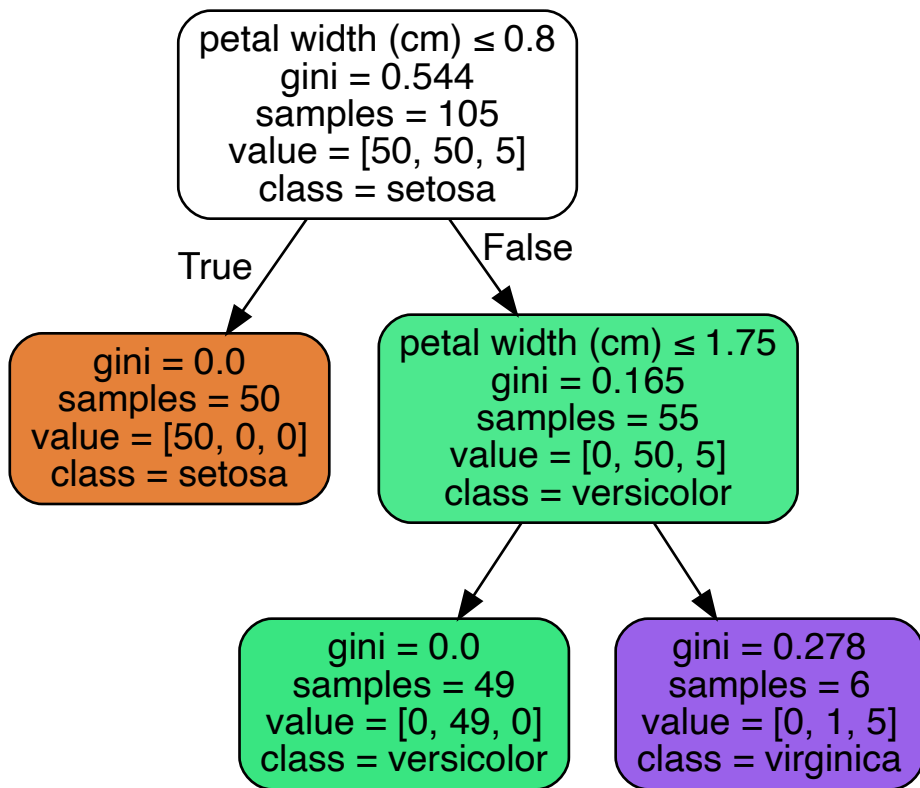 petal width (cm) ≤ 0.8
gini = 0.544
samples = 105
value = [50, 50, 5]
class = setosa
True
False
gini = 0.0
samples = 50
value = [50, 0, 0]
class = setosa
petal width (cm) ≤ 1.75
gini = 0.165
samples = 55
value = [0, 50, 5]
class = versicolor
gini = 0.0
samples = 49
value = [0, 49, 0]
class = versicolor
gini = 0.278
samples = 6
value = [0, 1, 5]
class = virginica